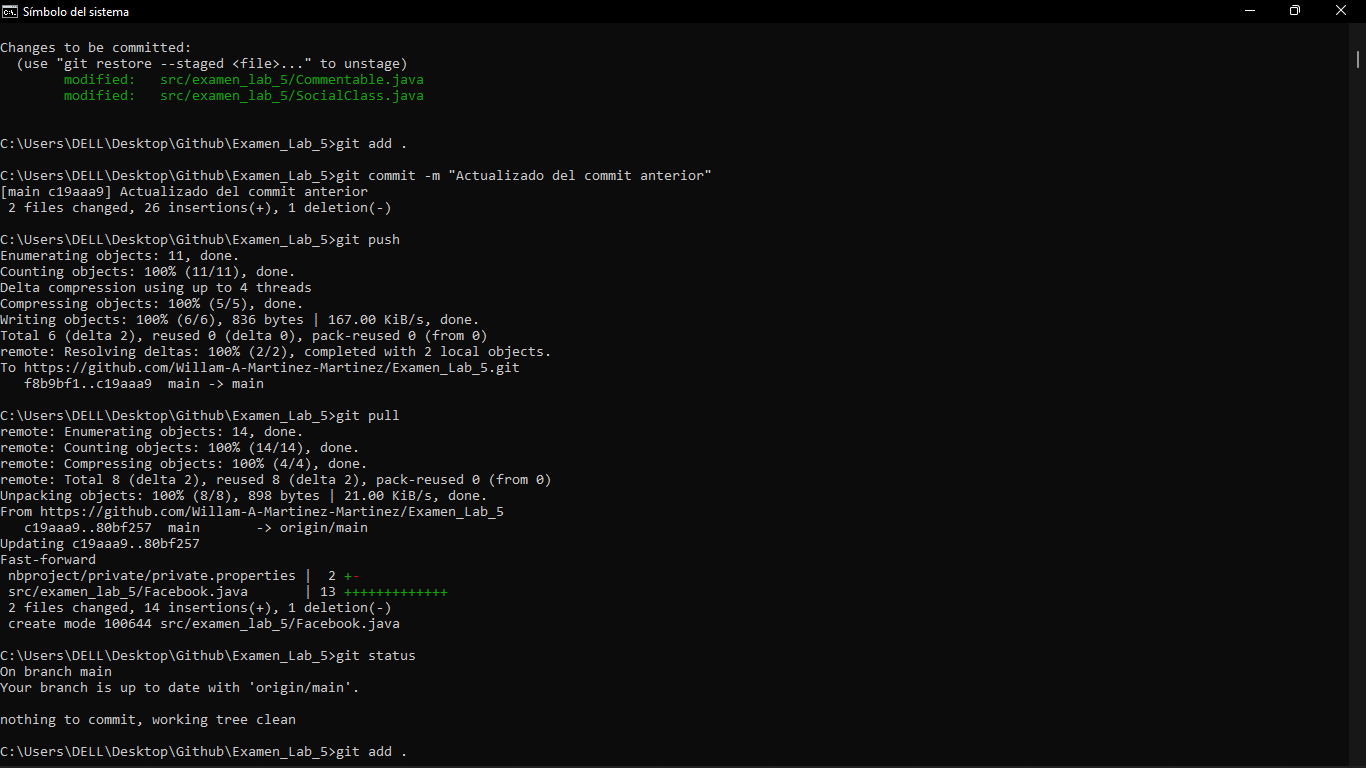 Símbolo del sistema
Changes to be committed:
  (use "git restore --staged <file>..." to unstage)
        modified:   src/examen_lab_5/Commentable.java
        modified:   src/examen_lab_5/SocialClass.java
C:\Users\DELL\Desktop\Github\Examen_Lab_5>git add .
C:\Users\DELL\Desktop\Github\Examen_Lab_5>git commit -m "Actualizado del commit anterior"
[main c19aaa9] Actualizado del commit anterior
 2 files changed, 26 insertions(+), 1 deletion(-)
C:\Users\DELL\Desktop\Github\Examen_Lab_5>git push
Enumerating objects: 11, done.
Counting objects: 100% (11/11), done.
Delta compression using up to 4 threads
Compressing objects: 100% (5/5), done.
Writing objects: 100% (6/6), 836 bytes | 167.00 KiB/s, done.
Total 6 (delta 2), reused 0 (delta 0), pack-reused 0 (from 0)
remote: Resolving deltas: 100% (2/2), completed with 2 local objects.
To https://github.com/Willam-A-Martinez-Martinez/Examen_Lab_5.git
   f8b9bf1..c19aaa9  main -> main
C:\Users\DELL\Desktop\Github\Examen_Lab_5>git pull
remote: Enumerating objects: 14, done.
remote: Counting objects: 100% (14/14), done.
remote: Compressing objects: 100% (4/4), done.
remote: Total 8 (delta 2), reused 8 (delta 2), pack-reused 0 (from 0)
Unpacking objects: 100% (8/8), 898 bytes | 21.00 KiB/s, done.
From https://github.com/Willam-A-Martinez-Martinez/Examen_Lab_5
   c19aaa9..80bf257  main       -> origin/main
Updating c19aaa9..80bf257
Fast-forward
 nbproject/private/private.properties |  2 +-
 src/examen_lab_5/Facebook.java       | 13 +++++++++++++
 2 files changed, 14 insertions(+), 1 deletion(-)
 create mode 100644 src/examen_lab_5/Facebook.java
C:\Users\DELL\Desktop\Github\Examen_Lab_5>git status
On branch main
Your branch is up to date with 'origin/main'.
nothing to commit, working tree clean
C:\Users\DELL\Desktop\Github\Examen_Lab_5>git add .